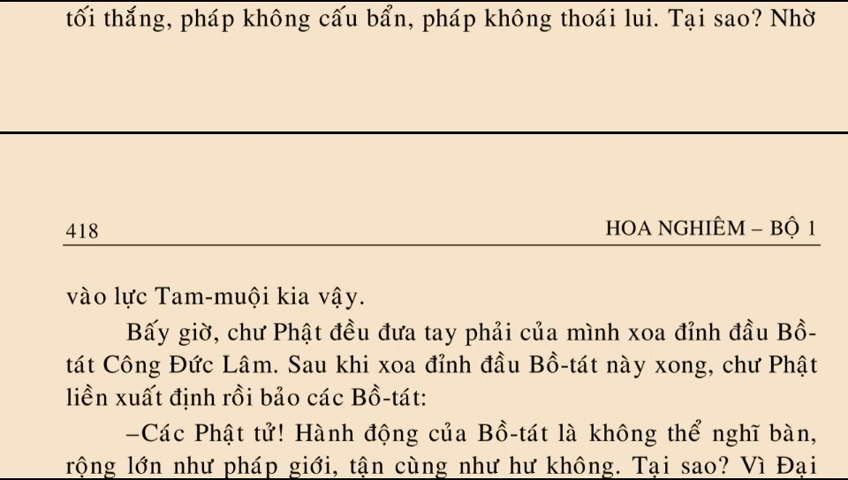 tối thắng, pháp không cấu bẩn, pháp không thoái lui. Tại sao? Nhờ
418
HOA NGHIÊM – BỘ 1
vào lực Tam-muội kia vậy.
Bấy giờ, chư Phật đều đưa tay phải của mình xoa đỉnh đầu Bồ-
tát Công Đức Lâm. Sau khi xoa đỉnh đầu Bồ-tát này xong, chư Phật
liền xuất định rồi bảo các Bồ-tát:
–Các Phật tử! Hành động của Bồ-tát là không thể nghĩ bàn,
rộng lớn như pháp giới, tận cùng như hư không. Tại sao? Vì Đại